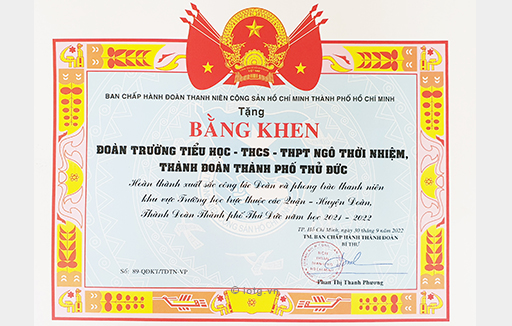 BAN CHẤP HÀNH ĐOÀN THANH NIÊN CỘNG SẢN HỒ CHÍ MINH THÀNH PHỐ HỒ CHÍ MINH
Tặng
BẰNG KHEN
ĐOÀN TRƯỜNG TIỂU HỌC - THCS - THPT NGÔ THỜI NHIỆM,
THÀNH ĐOÀN THÀNH PHỐ THỦ ĐỨC
Hoàn thành xuất sắc công tác Đoàn và phong trào thanh niên
khu vực Trường học trực thuộc các Quận - Huyện Đoàn,
Thành Đoàn Thành phố Thủ Đức năm học 2021 - 2022
TP. Hồ Chí Minh, ngày 30 tháng 9 năm 2022
TM. BAN CHẤP HÀNH THÀNH ĐOÀN
BÍ THƯ
Số: 89 QĐKT/TĐTN-VP
Phan Thị Thanh Phương